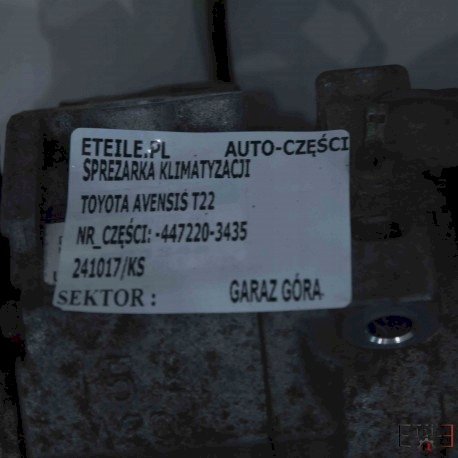 ETEILE.PL AUTO-CZĘŚCI
SPREZARKA KLIMATYZACJI
TOYOTA AVENSIS T22
NR_CZĘŚCI: -447220-3435
241017/KS
SEKTOR : GARAZ GÓRA